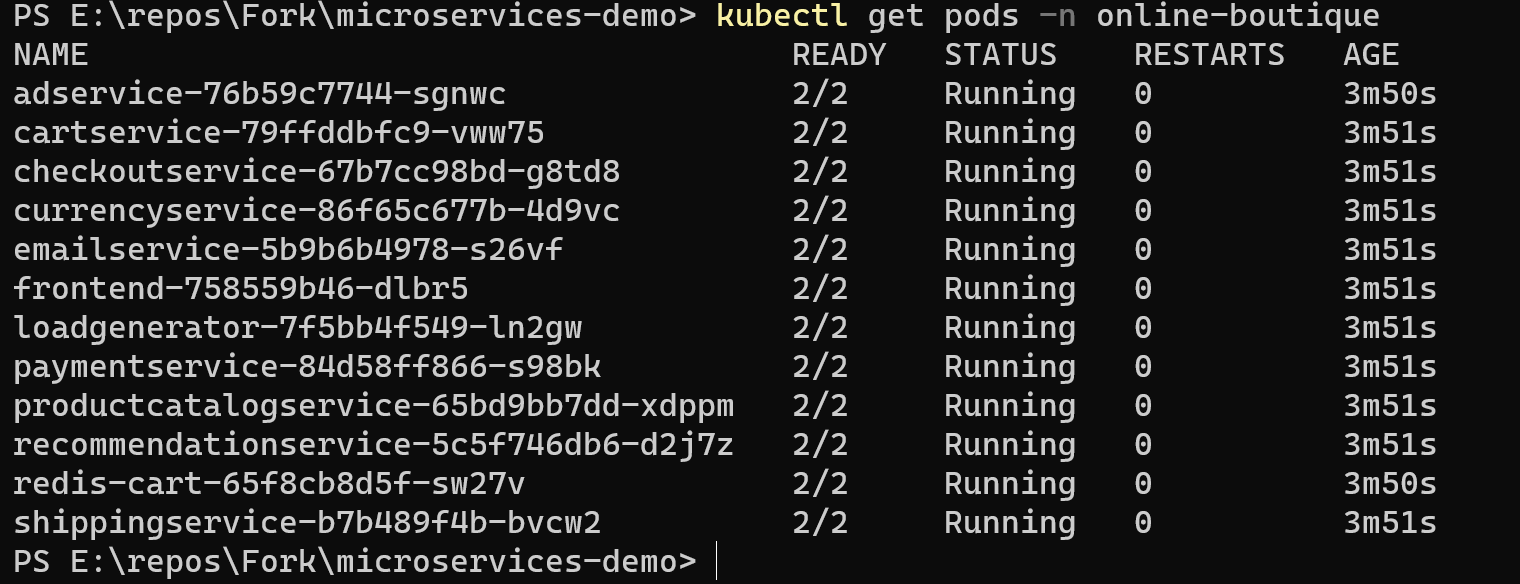 PS E:\repos\Fork\microservices-demo> kubectl get pods -n online-boutique
NAME                                     READY   STATUS    RESTARTS   AGE
adservice-76b59c7744-sgnwc               2/2     Running   0          3m50s
cartservice-79ffddbfc9-vww75             2/2     Running   0          3m51s
checkoutservice-67b7cc98bd-g8td8         2/2     Running   0          3m51s
currencyservice-86f65c677b-4d9vc         2/2     Running   0          3m51s
emailservice-5b9b6b4978-s26vf            2/2     Running   0          3m51s
frontend-758559b46-dlbr5                 2/2     Running   0          3m51s
loadgenerator-7f5bb4f549-ln2gw           2/2     Running   0          3m51s
paymentservice-84d58ff866-s98bk          2/2     Running   0          3m51s
productcatalogservice-65bd9bb7dd-xdppm   2/2     Running   0          3m51s
recommendationservice-5c5f746db6-d2j7z   2/2     Running   0          3m51s
redis-cart-65f8cb8d5f-sw27v              2/2     Running   0          3m50s
shippingservice-b7b489f4b-bvcw2          2/2     Running   0          3m51s
PS E:\repos\Fork\microservices-demo>